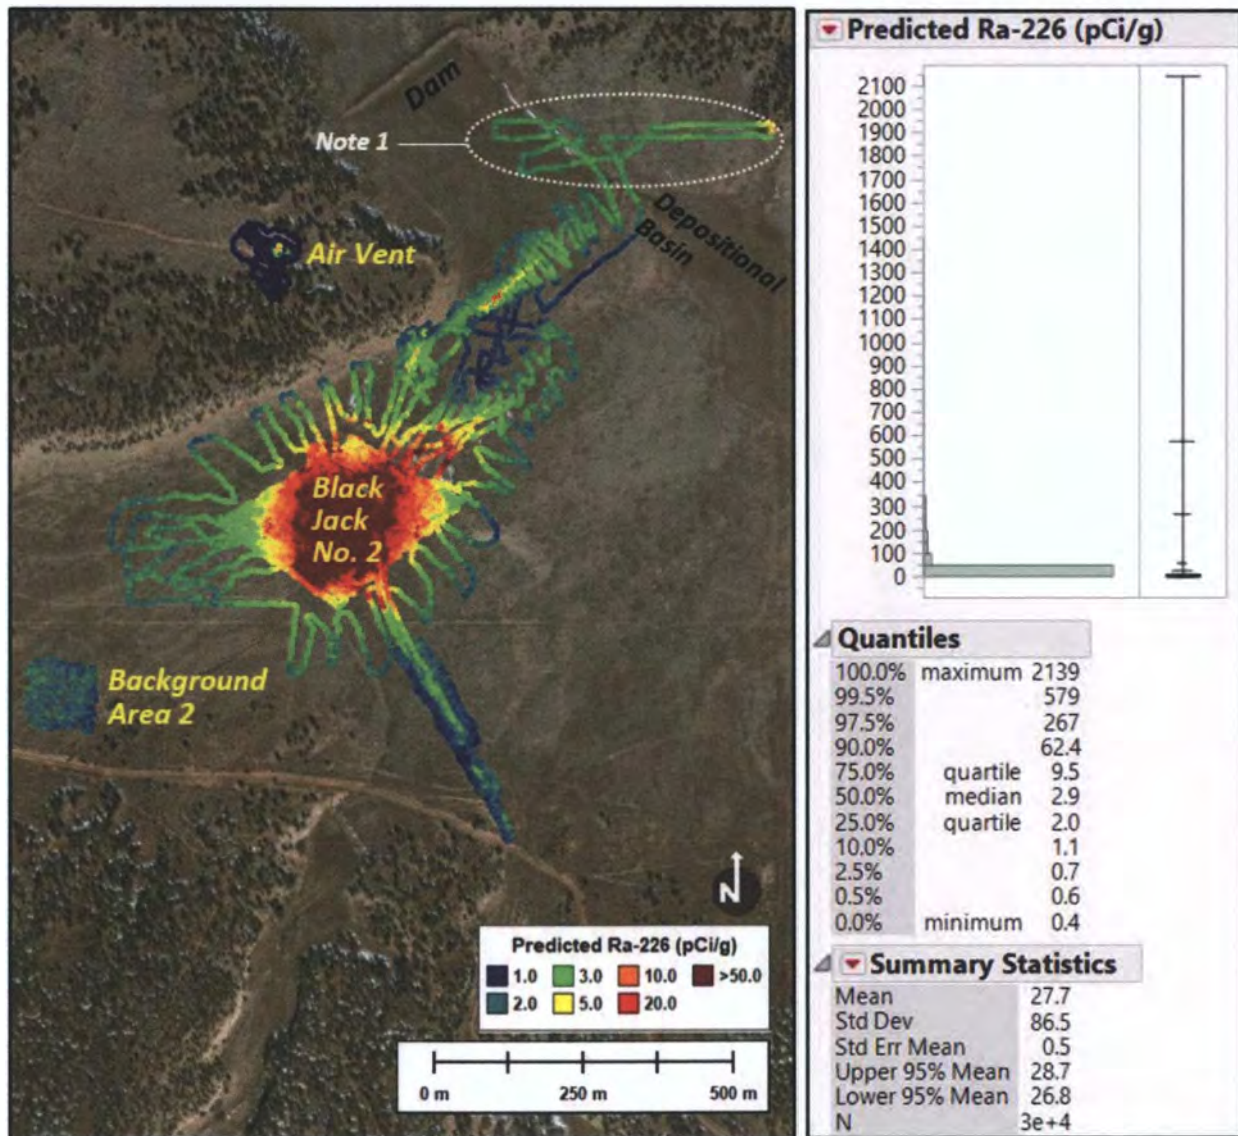 Dam
Note 1
Depositional
Basin
Air Vent
Black
Jack
No. 2
Background
Area 2
N
Predicted Ra-226 (pCi/g)
1.0 3.0 10.0 >50.0
2.0 5.0 20.0
0 m 250 m 500 m
Predicted Ra-226 (pCi/g)
2100
2000
1900
1800
1700
1600
1500
1400
1300
1200
1100
1000
900
800
700
600
500
400
300
200
100
0
Quantiles
100.0% maximum 2139
99.5% 579
97.5% 267
90.0% 62.4
75.0% quartile 9.5
50.0% median 2.9
25.0% quartile 2.0
10.0% 1.1
2.5% 0.7
0.5% 0.6
0.0% minimum 0.4
Summary Statistics
Mean 27.7
Std Dev 86.5
Std Err Mean 0.5
Upper 95% Mean 28.7
Lower 95% Mean 26.8
N 3e+4